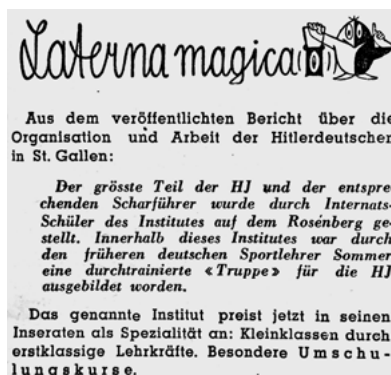 Laterna magica
Aus dem veröffentlichten Bericht über die
Organisation und Arbeit der Hitlerdeutschen
in St. Gallen:
Der grösste Teil der HJ und der entspre-
chenden Scharführer wurde durch Internats-
Schüler des Institutes auf dem Rosenberg ge-
stellt. Innerhalb dieses Institutes war durch
den früheren deutschen Sportlehrer Sommer
eine durchtrainierte «Truppe» für die HJ
ausgebildet worden.
Das genannte Institut preist jetzt in seinen
Inseraten als Spezialität an: Kleinklassen durch
erstklassige Lehrkräfte. Besondere Umschu-
lungskurse.